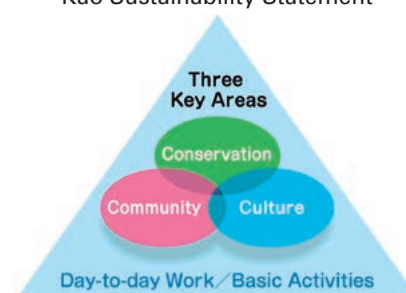 Kao Sustainability Statement
Three
Key Areas
Conservation
Community
Culture
Day-to-day Work／Basic Activities